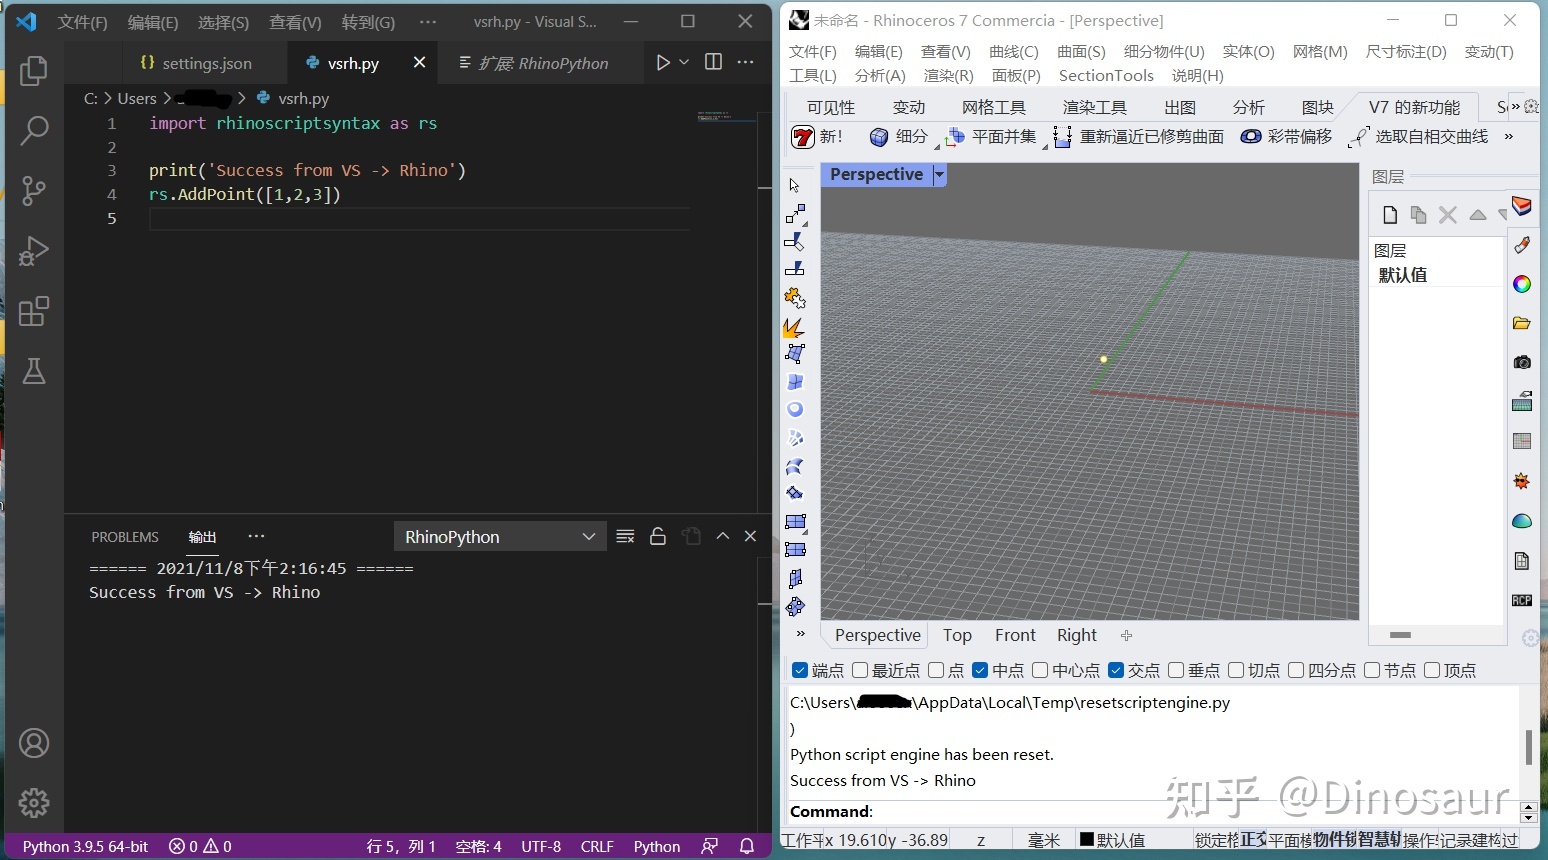 文件(F) 编辑(E) 选择(S) 查看(V) 转到(G) ··· vsrh.py - Visual S...
{} settings.json vsrh.py 扩展: RhinoPython ···
C: > Users > > vsrh.py
1 import rhinoscriptsyntax as rs
2
3 print('Success from VS -> Rhino')
4 rs.AddPoint([1,2,3])
5
PROBLEMS 输出 ··· RhinoPython
====== 2021/11/8下午2:16:45 ======
Success from VS -> Rhino
Python 3.9.5 64-bit 0 0 行 5，列 1 空格: 4 UTF-8 CRLF Python
未命名 - Rhinoceros 7 Commercia - [Perspective]
文件(F) 编辑(E) 查看(V) 曲线(C) 曲面(S) 细分物件(U) 实体(O) 网格(M) 尺寸标注(D) 变动(T)
工具(L) 分析(A) 渲染(R) 面板(P) SectionTools 说明(H)
可见性 变动 网格工具 渲染工具 出图 分析 图块 V7 的新功能 »
7 新! 细分 平面并集 重新逼近已修剪曲面 彩带偏移 选取自相交曲线 »
Perspective
图层
图层
默认值
RCP
»
Perspective Top Front Right
端点 最近点 点 中点 中心点 交点 垂点 切点 四分点 节点 顶点
C:\Users\ \AppData\Local\Temp\resetscriptengine.py
)
Python script engine has been reset.
Success from VS -> Rhino
知乎 @Dinosaur
Command:
工作平 x 19.610 y -36.89 z 毫米 默认值 锁定格 正交 平面模 物件锁 智慧轨 操作 记录建构 过